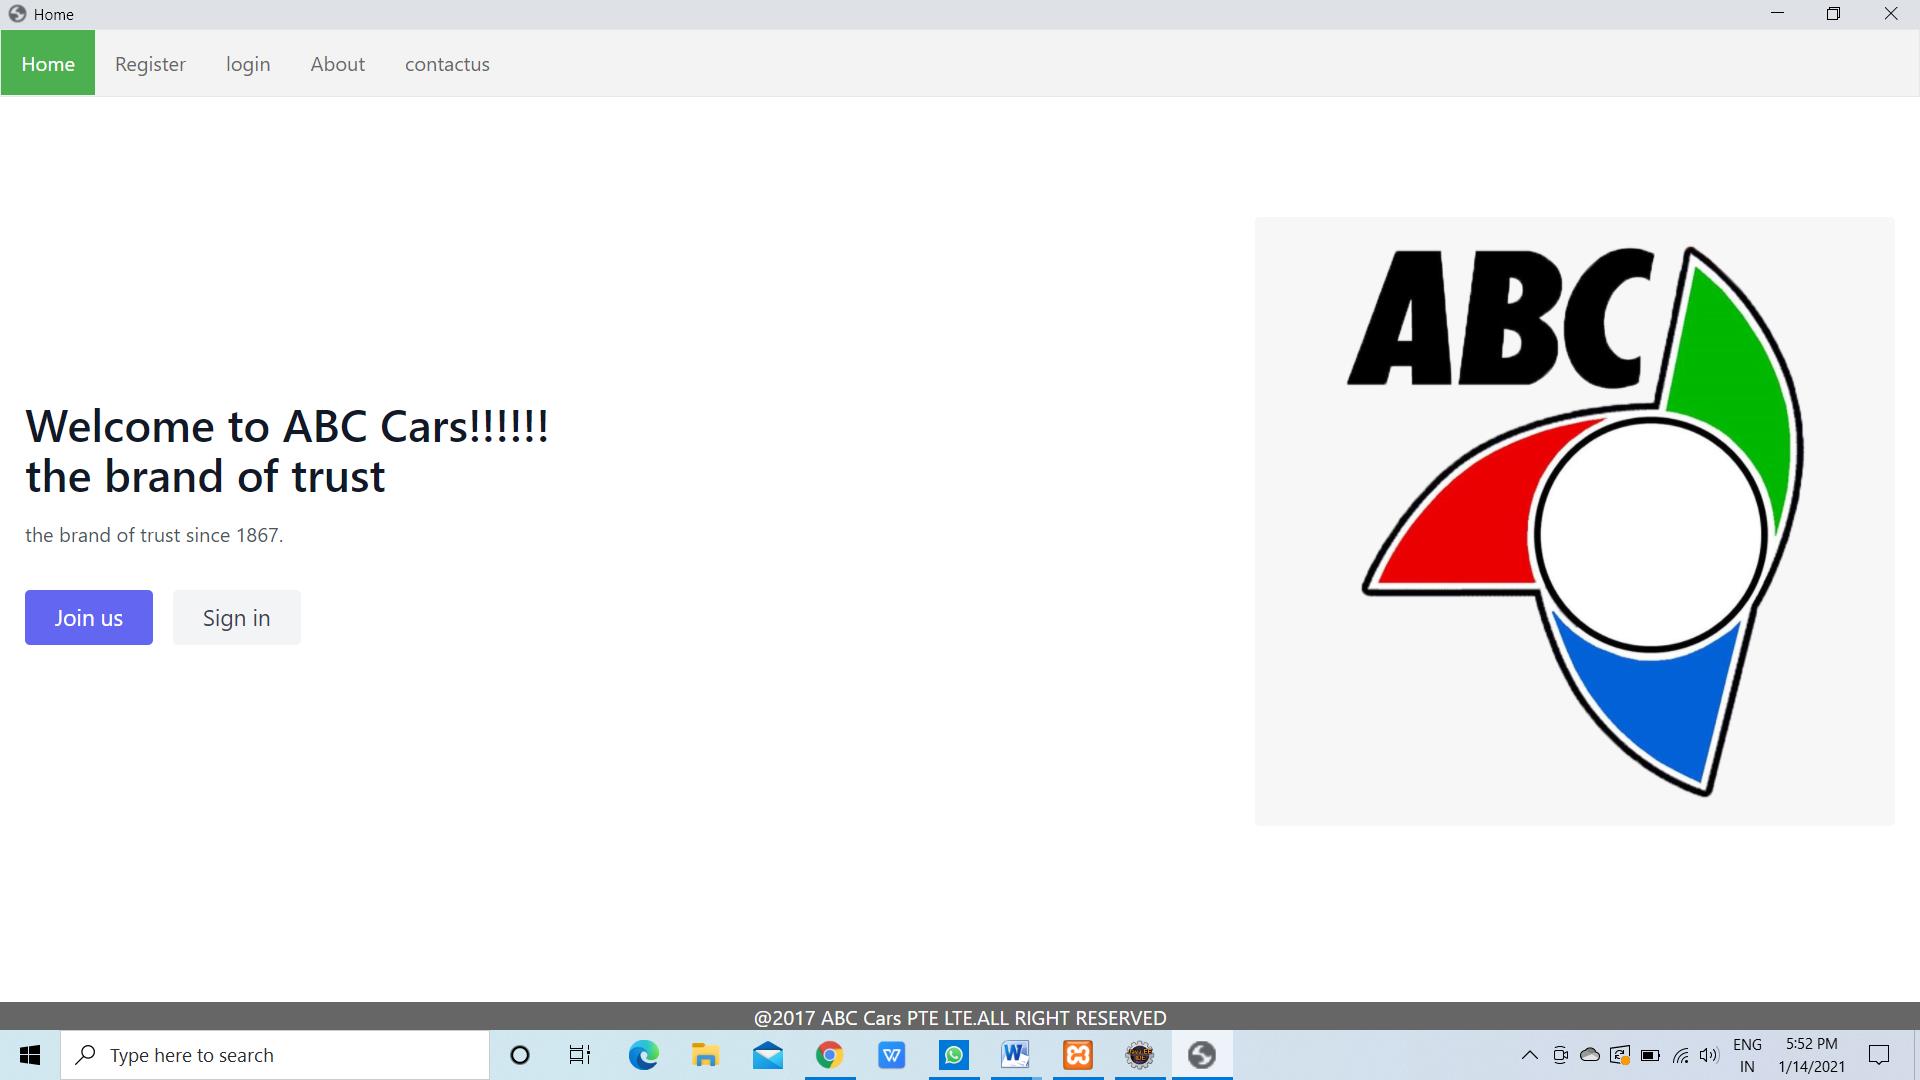 Home
Home Register login About contactus
ABC
Welcome to ABC Cars!!!!!!
the brand of trust
the brand of trust since 1867.
Join us Sign in
@2017 ABC Cars PTE LTE.ALL RIGHT RESERVED
Type here to search
W
W
ENG
IN
5:52 PM
1/14/2021